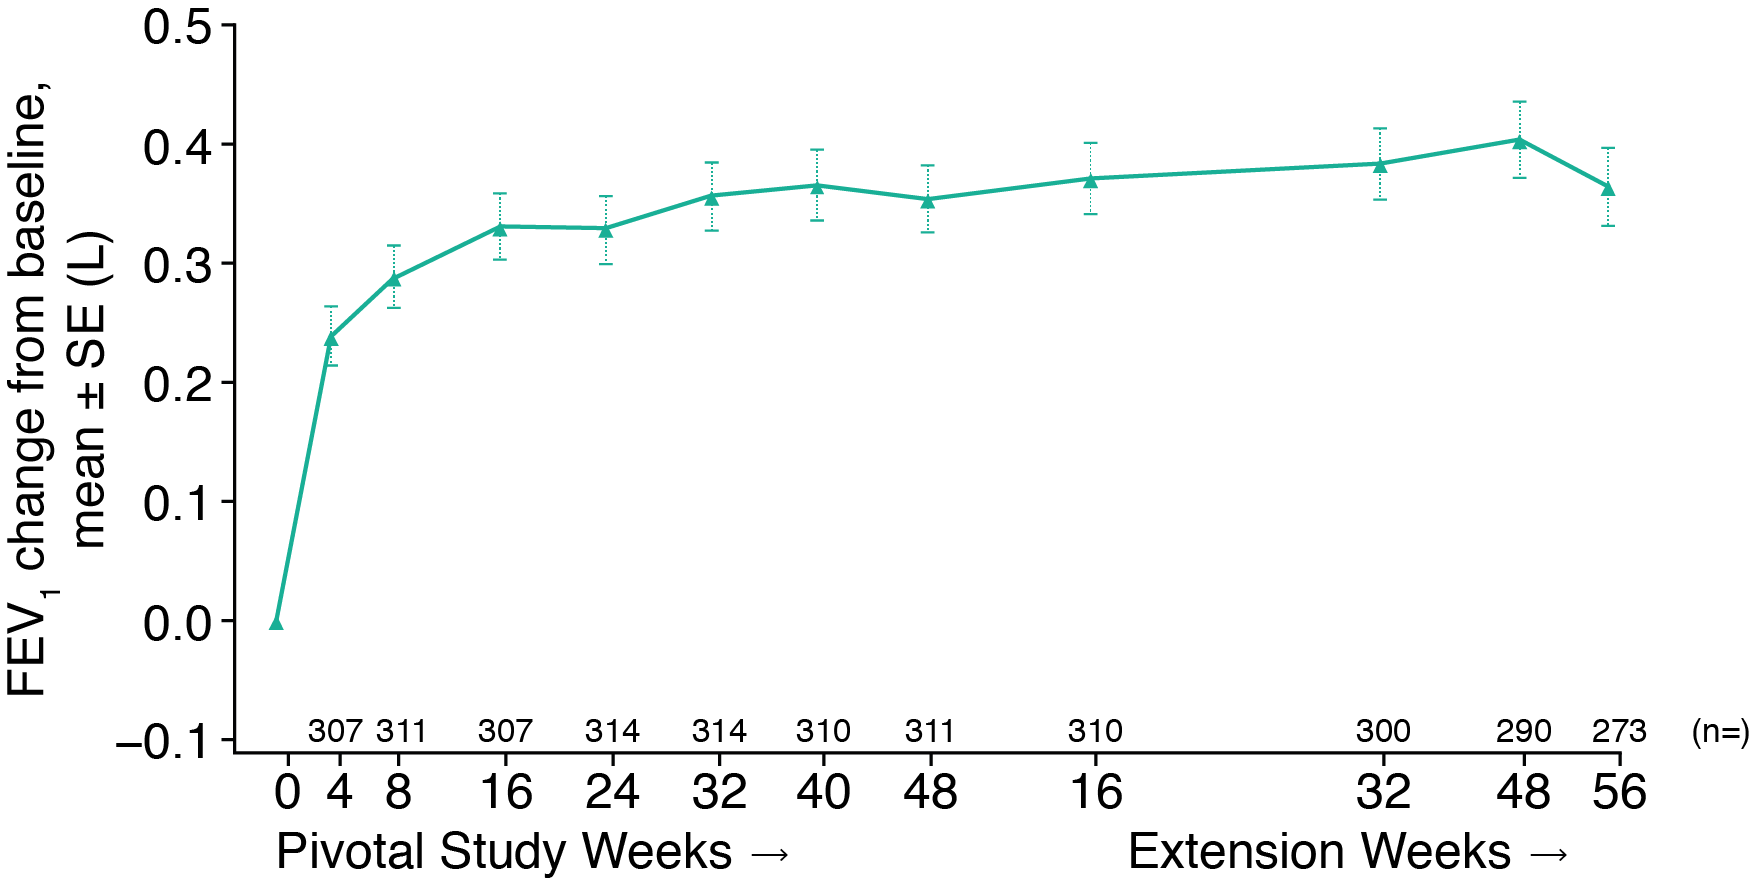 FEV1 change from baseline,
mean ± SE (L)
0.5
0.4
0.3
0.2
0.1
0.0
−0.1
307 311 307 314 314 310 311 310 300 290 273 (n=)
0 4 8 16 24 32 40 48 16 32 48 56
Pivotal Study Weeks → Extension Weeks →